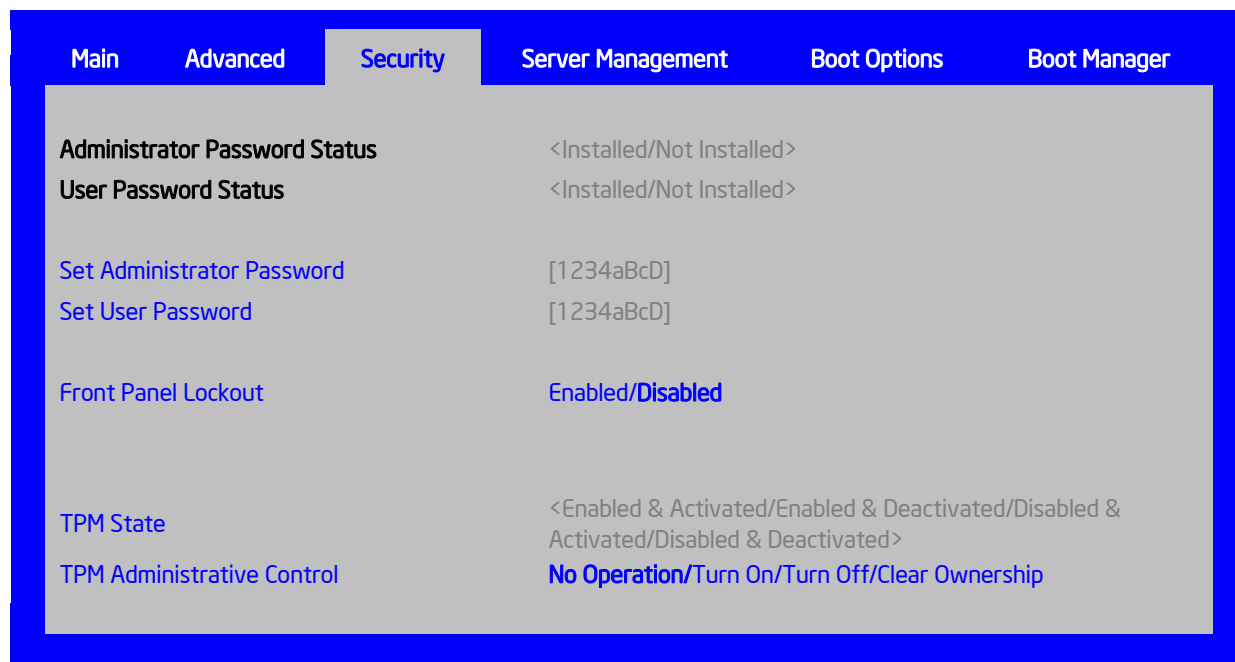 Main Advanced Security Server Management Boot Options Boot Manager
Administrator Password Status <Installed/Not Installed>
User Password Status <Installed/Not Installed>
Set Administrator Password [1234aBcD]
Set User Password [1234aBcD]
Front Panel Lockout Enabled/Disabled
TPM State <Enabled & Activated/Enabled & Deactivated/Disabled &
Activated/Disabled & Deactivated>
TPM Administrative Control No Operation/Turn On/Turn Off/Clear Ownership